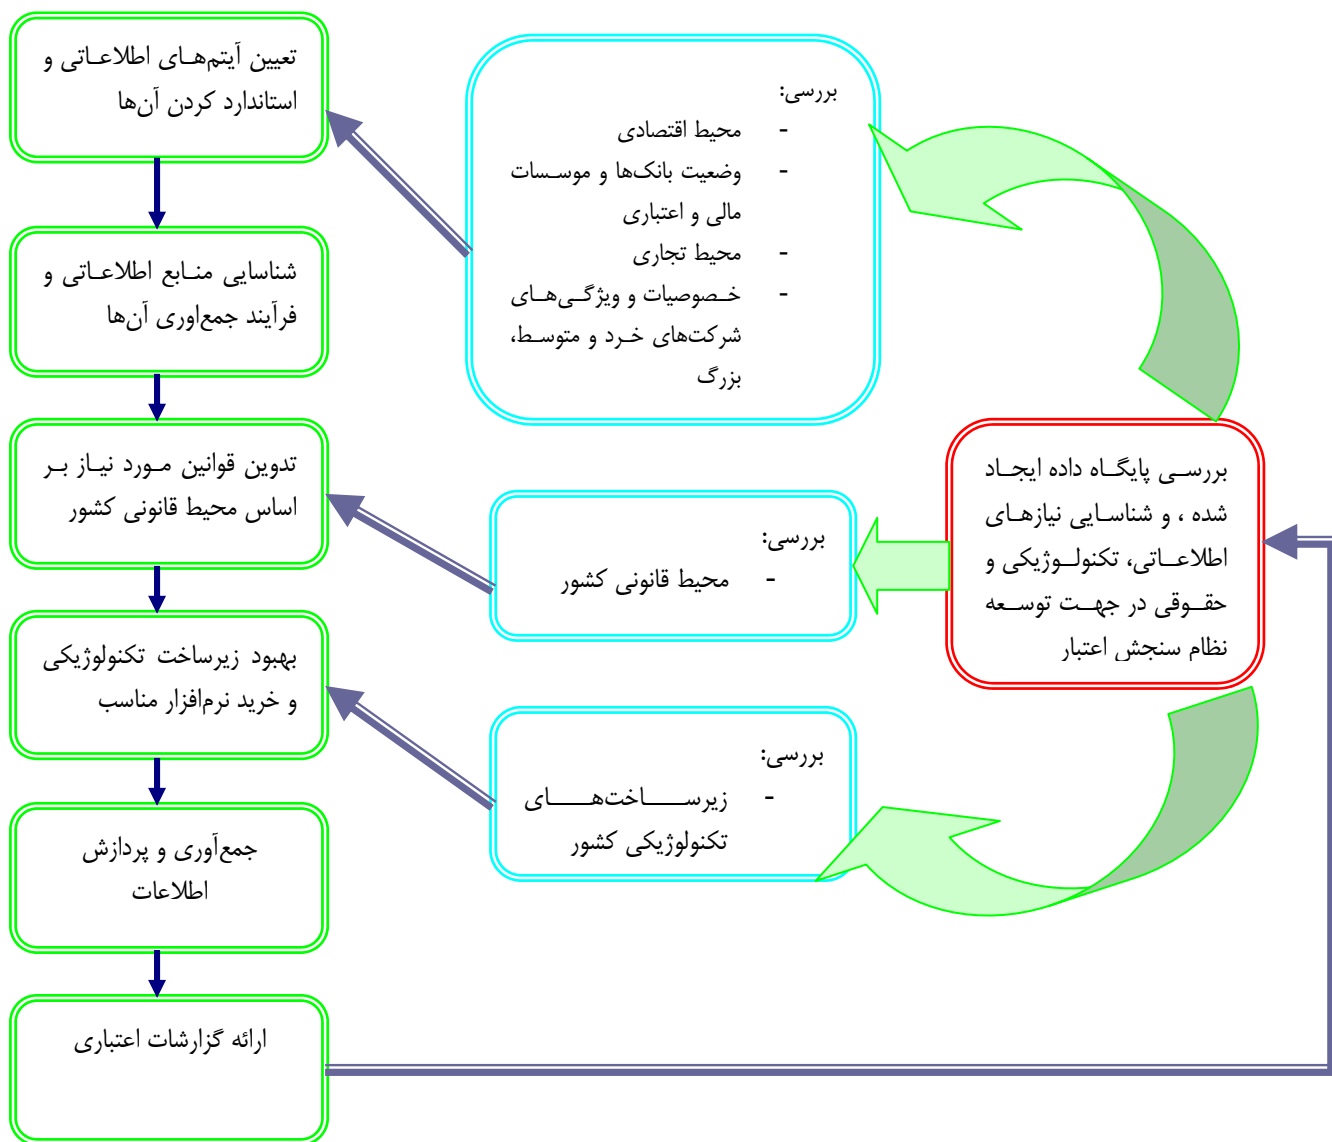 تعیین آیتم‌های اطلاعاتی و
استاندارد کردن آن‌ها
شناسایی منابع اطلاعاتی و
فرآیند جمع‌اوری آن‌ها
تدوین قوانین مورد نیاز بر
اساس محیط قانونی کشور
بهبود زیرساخت تکنولوژیکی
و خرید نرم‌افزار مناسب
جمع‌آوری و پردازش
اطلاعات
ارائه گزارشات اعتباری
بررسی:
- محیط اقتصادی
- وضعیت بانک‌ها و موسسات
مالی و اعتباری
- محیط تجاری
- خصوصیات و ویژگی‌های
شرکت‌های خرد و متوسط،
بزرگ
بررسی:
- محیط قانونی کشور
بررسی:
- زیرساخت‌های
تکنولوژیکی کشور
بررسی پایگاه داده ایجاد
شده ، و شناسایی نیازهای
اطلاعاتی، تکنولوژیکی و
حقوقی در جهت توسعه
نظام سنجش اعتبار